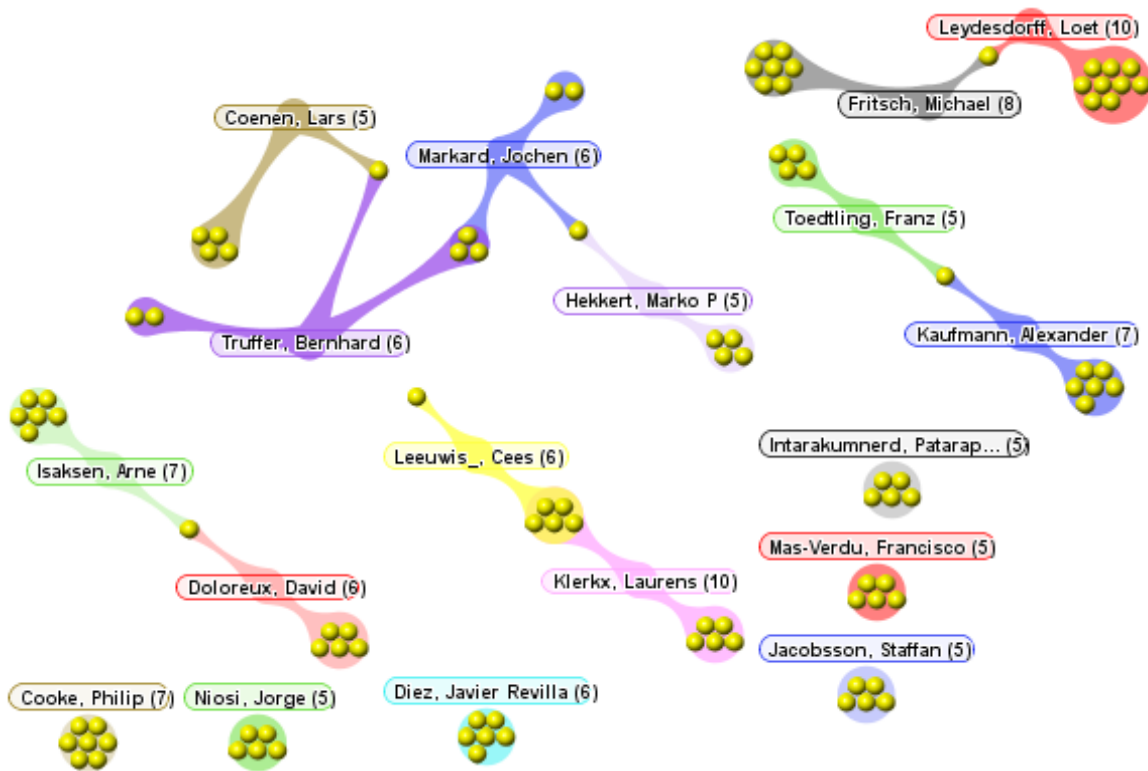 Leydesdorff, Loet (10)
Fritsch, Michael (8)
Coenen, Lars (5)
Markard, Jochen (6)
Toedtling, Franz (5)
Hekkert, Marko P (5)
Kaufmann, Alexander (7)
Truffer, Bernhard (6)
Intarakumnerd, Patarap... (5)
Leeuwis_, Cees (6)
Isaksen, Arne (7)
Mas-Verdu, Francisco (5)
Klerkx, Laurens (10)
Doloreux, David (6)
Jacobsson, Staffan (5)
Cooke, Philip (7)
Niosi, Jorge (5)
Diez, Javier Revilla (6)